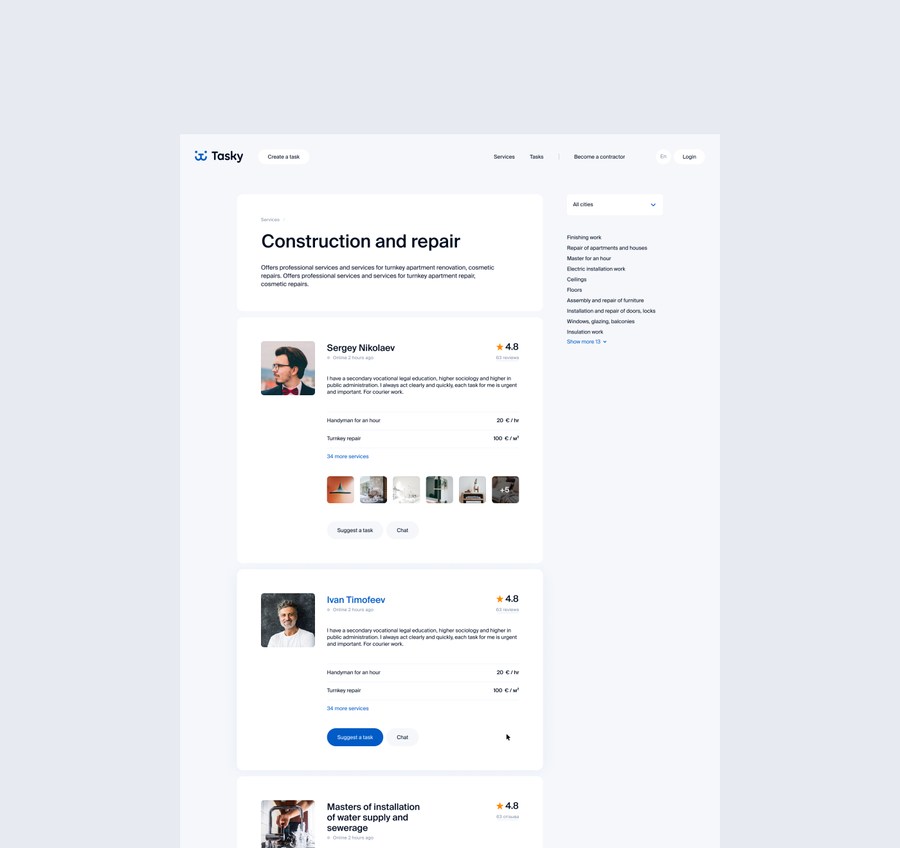 Tasky
Create a task
Services
Tasks
Become a contractor
En
Login
Services
Construction and repair
Offers professional services and services for turnkey apartment renovation, cosmetic
repairs. Offers professional services and services for turnkey apartment repair,
cosmetic repairs.
All cities
Finishing work
Repair of apartments and houses
Master for an hour
Electric installation work
Ceilings
Floors
Assembly and repair of furniture
Installation and repair of doors, locks
Windows, glazing, balconies
Insulation work
Show more 13
Sergey Nikolaev
4.8
Online 2 hours ago
63 reviews
I have a secondary vocational legal education, higher sociology and higher in
public administration. I always act clearly and quickly, each task for me is urgent
and important. For courier work.
Handyman for an hour
20 € / hr
Turnkey repair
100 € / м²
34 more services
+5
Suggest a task
Chat
Ivan Timofeev
4.8
Online 2 hours ago
63 reviews
I have a secondary vocational legal education, higher sociology and higher in
public administration. I always act clearly and quickly, each task for me is urgent
and important. For courier work.
Handyman for an hour
20 € / hr
Turnkey repair
100 € / м²
34 more services
Suggest a task
Chat
Masters of installation
of water supply and
sewerage
4.8
63 отзыва
Online 2 hours ago